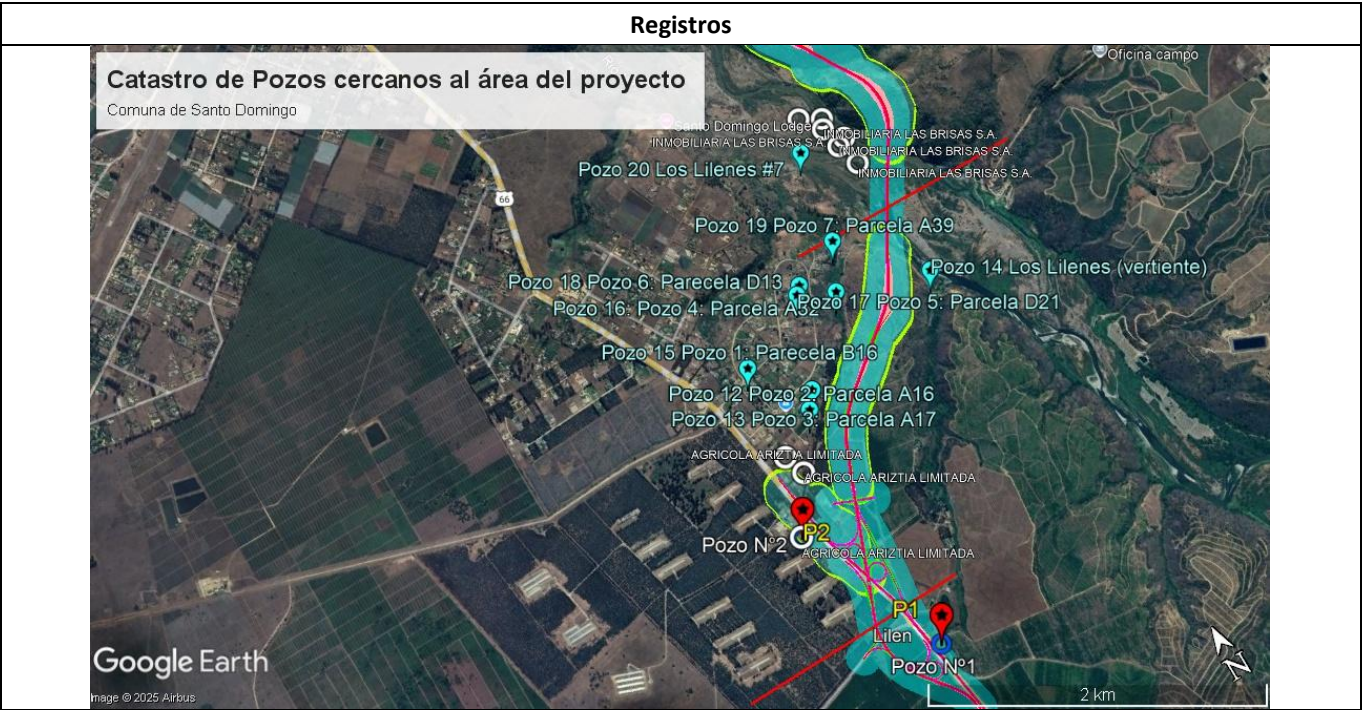 Registros
Catastro de Pozos cercanos al área del proyecto
Comuna de Santo Domingo
Oficina campo
Santo Domingo Lodge
INMOBILIARIA LAS BRISAS S.A.
INMOBILIARIA LAS BRISAS S.A
INMOBILIARIA LAS BRISAS S.A.
INMOBILIARIA LAS BRISAS S.A.
Pozo 20 Los Lilenes #7
66
Pozo 19 Pozo 7: Parcela A39
Pozo 14 Los Lilenes (vertiente)
Pozo 18 Pozo 6: Parecela D13
Pozo 16: Pozo 4: Parcela A32
Pozo 17 Pozo 5: Parcela D21
Pozo 15 Pozo 1: Parecela B16
Pozo 12 Pozo 2: Parcela A16
Pozo 13 Pozo 3: Parcela A17
AGRICOLA ARIZTIA LIMITADA
AGRICOLA ARIZTIA LIMITADA
P2
Pozo Nº2
AGRICOLA ARIZTIA LIMITADA
P1
Lilen
Pozo Nº1
Google Earth
Image © 2025 Airbus
2 km
N